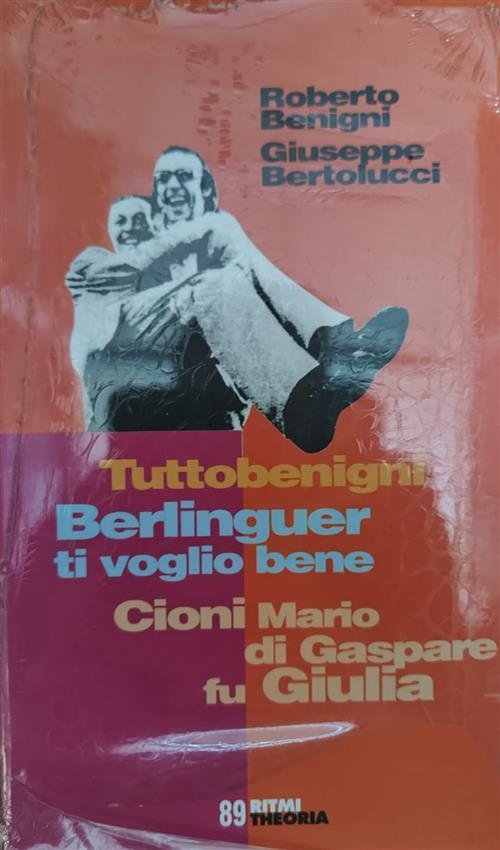 Roberto
Benigni
Giuseppe
Bertolucci
Tuttobenigni
Berlinguer
ti voglio bene
Cioni Mario
di Gaspare
fu Giulia
89 RITMI
THEORIA